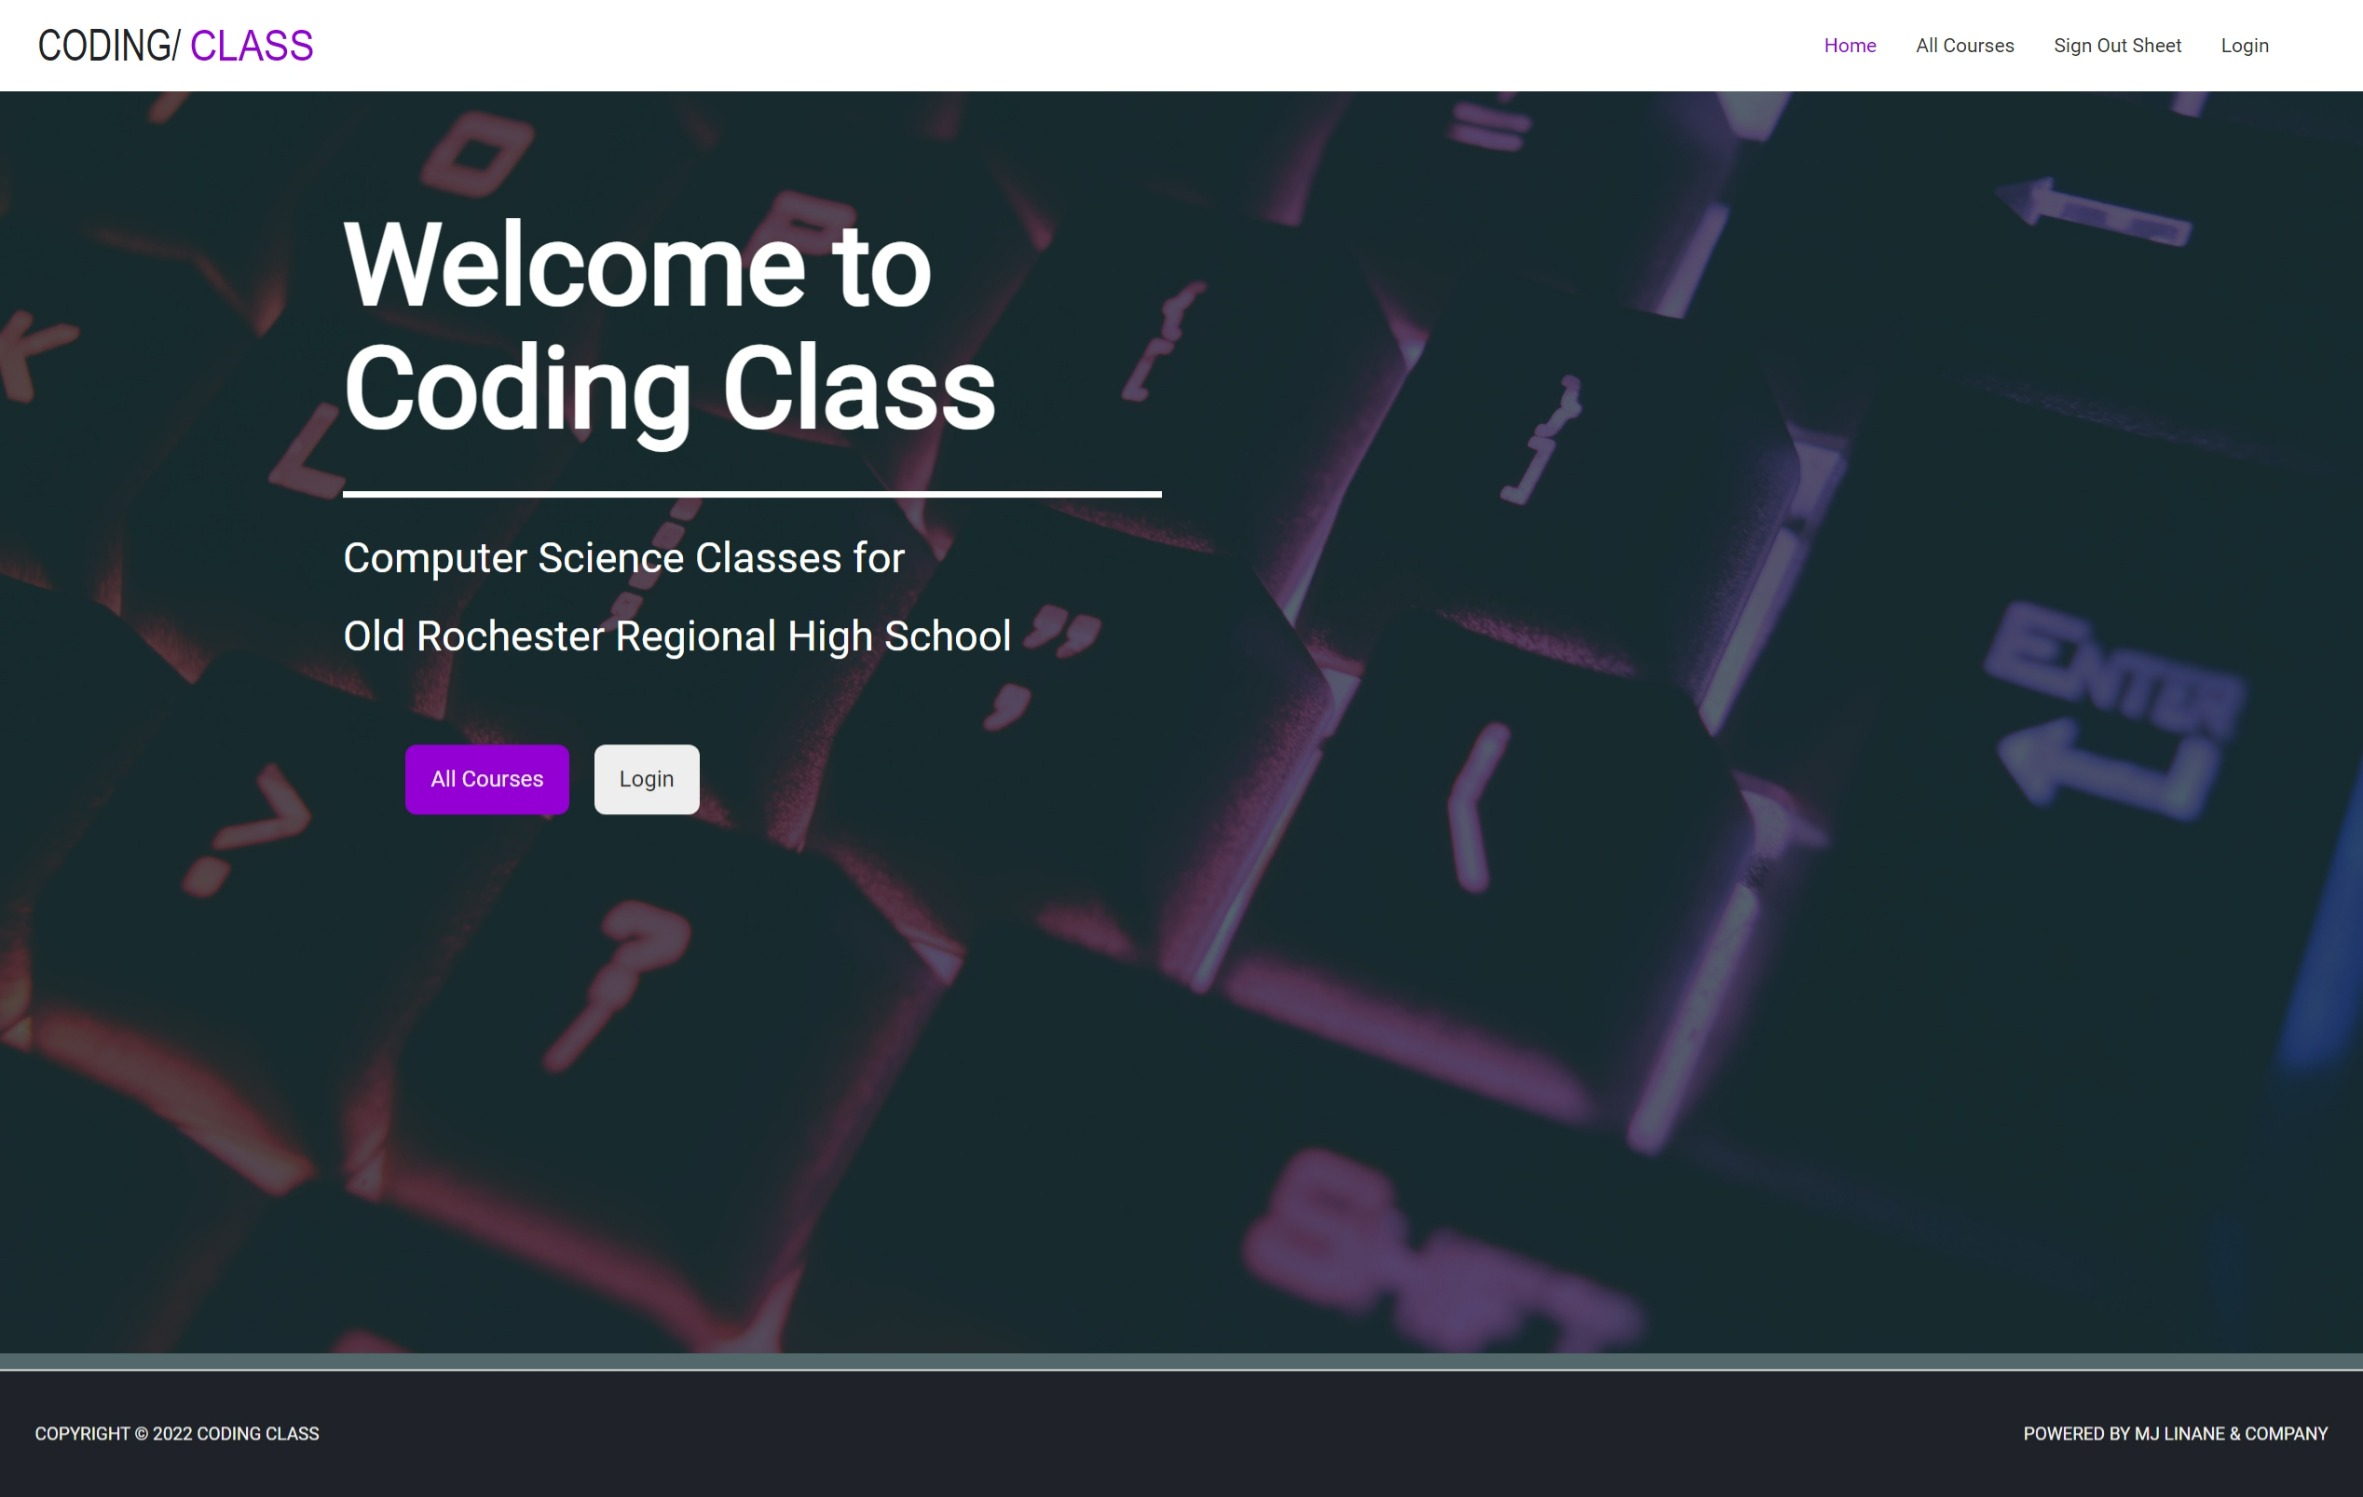 CODING/ CLASS
Home All Courses Sign Out Sheet Login
Welcome to
Coding Class
Computer Science Classes for
Old Rochester Regional High School
All Courses Login
ENTER
COPYRIGHT © 2022 CODING CLASS
POWERED BY MJ LINANE & COMPANY